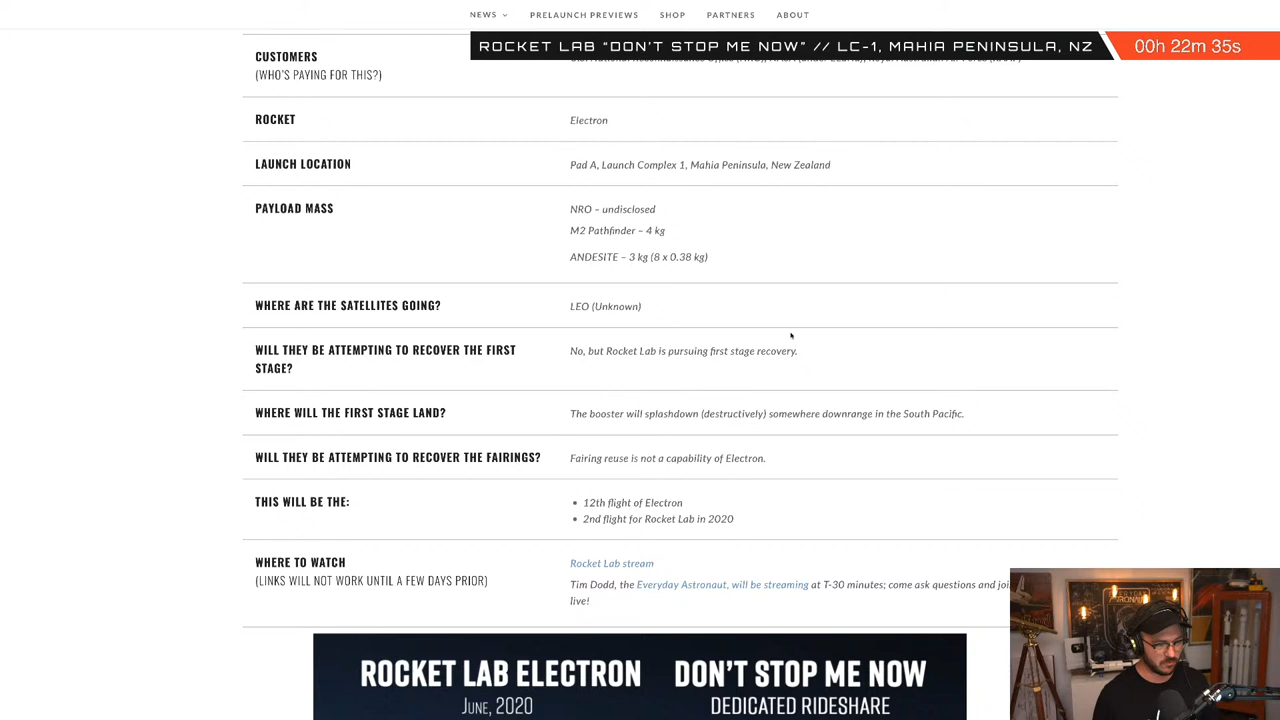 NEWS PRELAUNCH PREVIEWS SHOP PARTNERS ABOUT
ROCKET LAB “DON’T STOP ME NOW” // LC-1, MAHIA PENINSULA, NZ 00h 22m 35s
CUSTOMERS
(WHO’S PAYING FOR THIS?)
ROCKET Electron
LAUNCH LOCATION Pad A, Launch Complex 1, Mahia Peninsula, New Zealand
PAYLOAD MASS NRO – undisclosed
M2 Pathfinder – 4 kg
ANDESITE – 3 kg (8 x 0.38 kg)
WHERE ARE THE SATELLITES GOING? LEO (Unknown)
WILL THEY BE ATTEMPTING TO RECOVER THE FIRST No, but Rocket Lab is pursuing first stage recovery.
STAGE?
WHERE WILL THE FIRST STAGE LAND? The booster will splashdown (destructively) somewhere downrange in the South Pacific.
WILL THEY BE ATTEMPTING TO RECOVER THE FAIRINGS? Fairing reuse is not a capability of Electron.
THIS WILL BE THE: • 12th flight of Electron
• 2nd flight for Rocket Lab in 2020
WHERE TO WATCH Rocket Lab stream
(LINKS WILL NOT WORK UNTIL A FEW DAYS PRIOR) Tim Dodd, the Everyday Astronaut, will be streaming at T-30 minutes; come ask questions and
live!
ROCKET LAB ELECTRON DON’T STOP ME NOW
JUNE, 2020 DEDICATED RIDESHARE